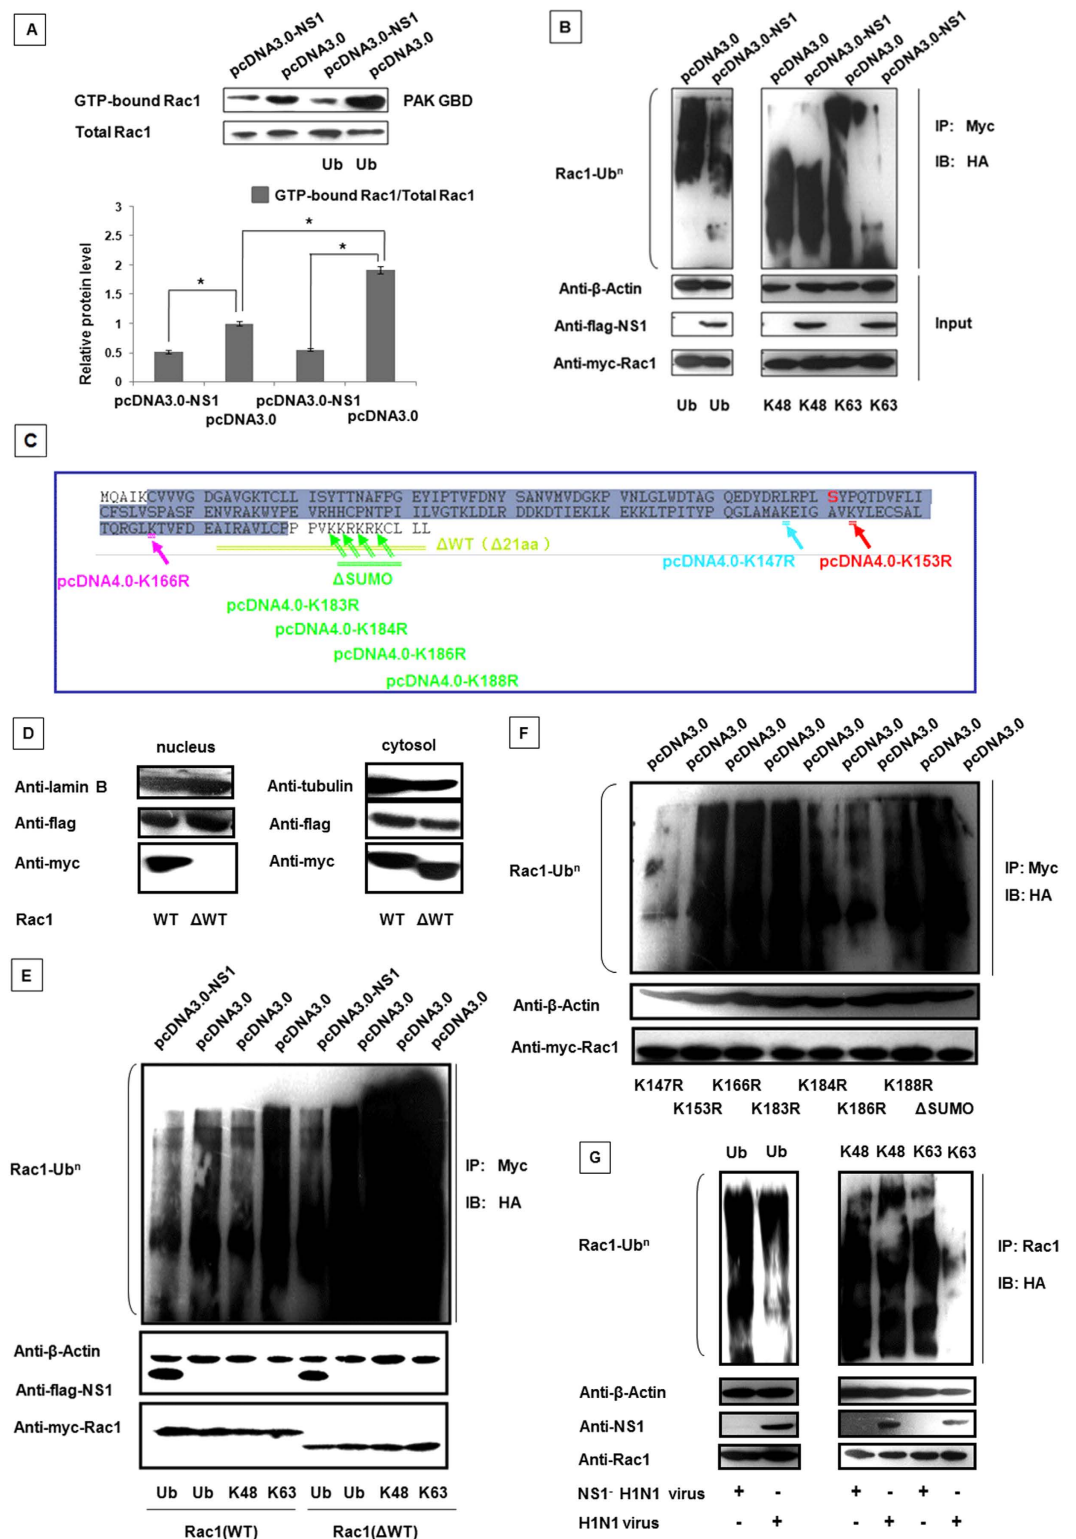 A
pcDNA3.0-NS1
pcDNA3.0
pcDNA3.0-NS1
pcDNA3.0
GTP-bound Rac1
PAK GBD
Total Rac1
Ub Ub
GTP-bound Rac1/Total Rac1
Relative protein level
3
2.5
2
1.5
1
0.5
0
*
*
*
pcDNA3.0-NS1
pcDNA3.0
pcDNA3.0-NS1
pcDNA3.0
B
pcDNA3.0
pcDNA3.0-NS1
pcDNA3.0
pcDNA3.0-NS1
pcDNA3.0
pcDNA3.0-NS1
Rac1-Ubⁿ
IP: Myc
IB: HA
Anti-β-Actin
Anti-flag-NS1
Input
Anti-myc-Rac1
Ub Ub K48 K48 K63 K63
C
MQAIKCVVVG DGAVGKTCLL ISYTTNAFPG EYIPTVFDNY SANVMVDGKP VNLGLWDTAG QEDYDRLRPL SYPQTDVFLI
CFSLVSPASF ENVRAKWYPE VRHHCPNTPI ILVGTKLDLR DDKDTIEKLK EKKLTPITYP QGLAMAKEIG AVKYLECSAL
TQRGLKTVFD EAIRAVLCPP PVKKRKRKCL LL
ΔWT (Δ21aa)
pcDNA4.0-K166R
pcDNA4.0-K147R
pcDNA4.0-K153R
ΔSUMO
pcDNA4.0-K183R
pcDNA4.0-K184R
pcDNA4.0-K186R
pcDNA4.0-K188R
D
nucleus
cytosol
Anti-lamin B
Anti-tubulin
Anti-flag
Anti-flag
Anti-myc
Anti-myc
Rac1
WT ΔWT
WT ΔWT
E
pcDNA3.0-NS1
pcDNA3.0
pcDNA3.0
pcDNA3.0
pcDNA3.0-NS1
pcDNA3.0
pcDNA3.0
pcDNA3.0
Rac1-Ubⁿ
IP: Myc
IB: HA
Anti-β-Actin
Anti-flag-NS1
Anti-myc-Rac1
Ub Ub K48 K63 Ub Ub K48 K63
Rac1(WT)
Rac1(ΔWT)
F
pcDNA3.0
pcDNA3.0
pcDNA3.0
pcDNA3.0
pcDNA3.0
pcDNA3.0
pcDNA3.0
pcDNA3.0
pcDNA3.0
Rac1-Ubⁿ
IP: Myc
IB: HA
Anti-β-Actin
Anti-myc-Rac1
K147R K166R K184R K188R
K153R K183R K186R ΔSUMO
G
Ub Ub K48 K48 K63 K63
Rac1-Ubⁿ
IP: Rac1
IB: HA
Anti-β-Actin
Anti-NS1
Anti-Rac1
NS1⁻ H1N1 virus + - + - + -
H1N1 virus - + - + - +